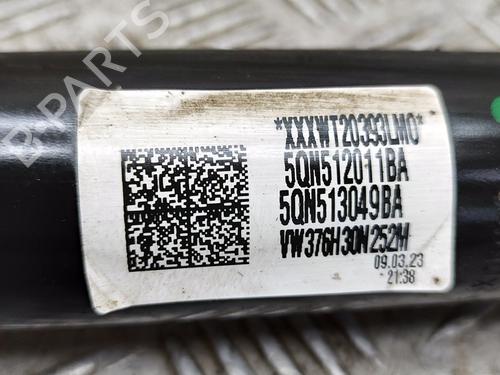 B-PARTS
*XXXWT20393LM0*
5QN512011BA
5QN513049BA
VW376H30N252M
09.03.23
21:38